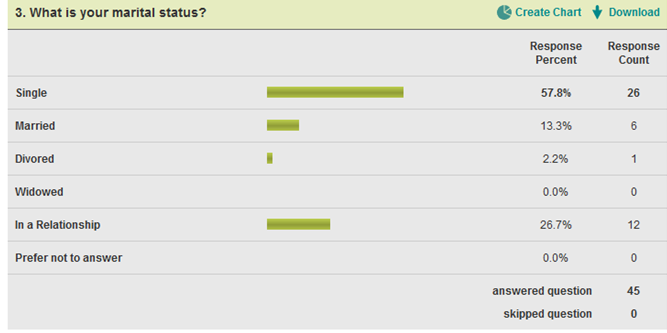 3. What is your marital status? Create Chart Download
Response Percent Response Count
Single 57.8% 26
Married 13.3% 6
Divored 2.2% 1
Widowed 0.0% 0
In a Relationship 26.7% 12
Prefer not to answer 0.0% 0
answered question 45
skipped question 0